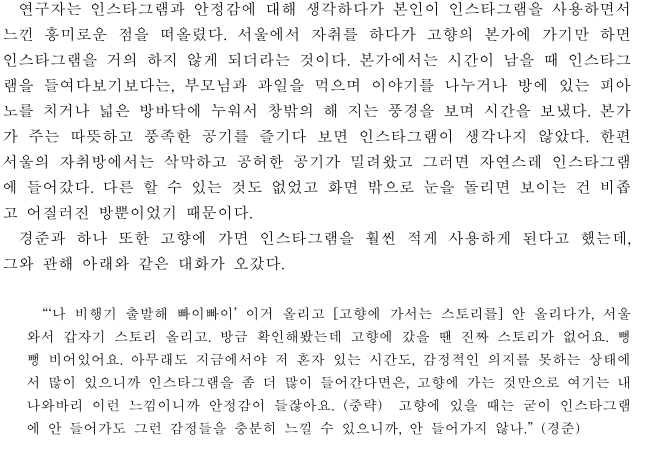 연구자는 인스타그램과 안정감에 대해 생각하다가 본인이 인스타그램을 사용하면서
느낀 흥미로운 점을 떠올렸다. 서울에서 자취를 하다가 고향의 본가에 가기만 하면
인스타그램을 거의 하지 않게 되더라는 것이다. 본가에서는 시간이 남을 때 인스타그
램을 들여다보기보다는, 부모님과 과일을 먹으며 이야기를 나누거나 방에 있는 피아
노를 치거나 넓은 방바닥에 누워서 창밖의 해 지는 풍경을 보며 시간을 보냈다. 본가
가 주는 따뜻하고 풍족한 공기를 즐기다 보면 인스타그램이 생각나지 않았다. 한편
서울의 자취방에서는 삭막하고 공허한 공기가 밀려왔고 그러면 자연스레 인스타그램
에 들어갔다. 다른 할 수 있는 것도 없었고 화면 밖으로 눈을 돌리면 보이는 건 비좁
고 어질러진 방뿐이었기 때문이다.
경준과 하나 또한 고향에 가면 인스타그램을 훨씬 적게 사용하게 된다고 했는데,
그와 관해 아래와 같은 대화가 오갔다.
“‘나 비행기 출발해 빠이빠이’ 이거 올리고 [고향에 가서는 스토리를] 안 올리다가, 서울
와서 갑자기 스토리 올리고. 방금 확인해봤는데 고향에 갔을 땐 진짜 스토리가 없어요. 뻥
뻥 비어있어요. 아무래도 지금에서야 저 혼자 있는 시간도, 감정적인 의지를 못하는 상태에
서 많이 있으니까 인스타그램을 좀 더 많이 들어간다면은, 고향에 가는 것만으로 여기는 내
나와바리 이런 느낌이니까 안정감이 들잖아요. (중략) 고향에 있을 때는 굳이 인스타그램
에 안 들어가도 그런 감정들을 충분히 느낄 수 있으니까, 안 들어가지 않나.” (경준)